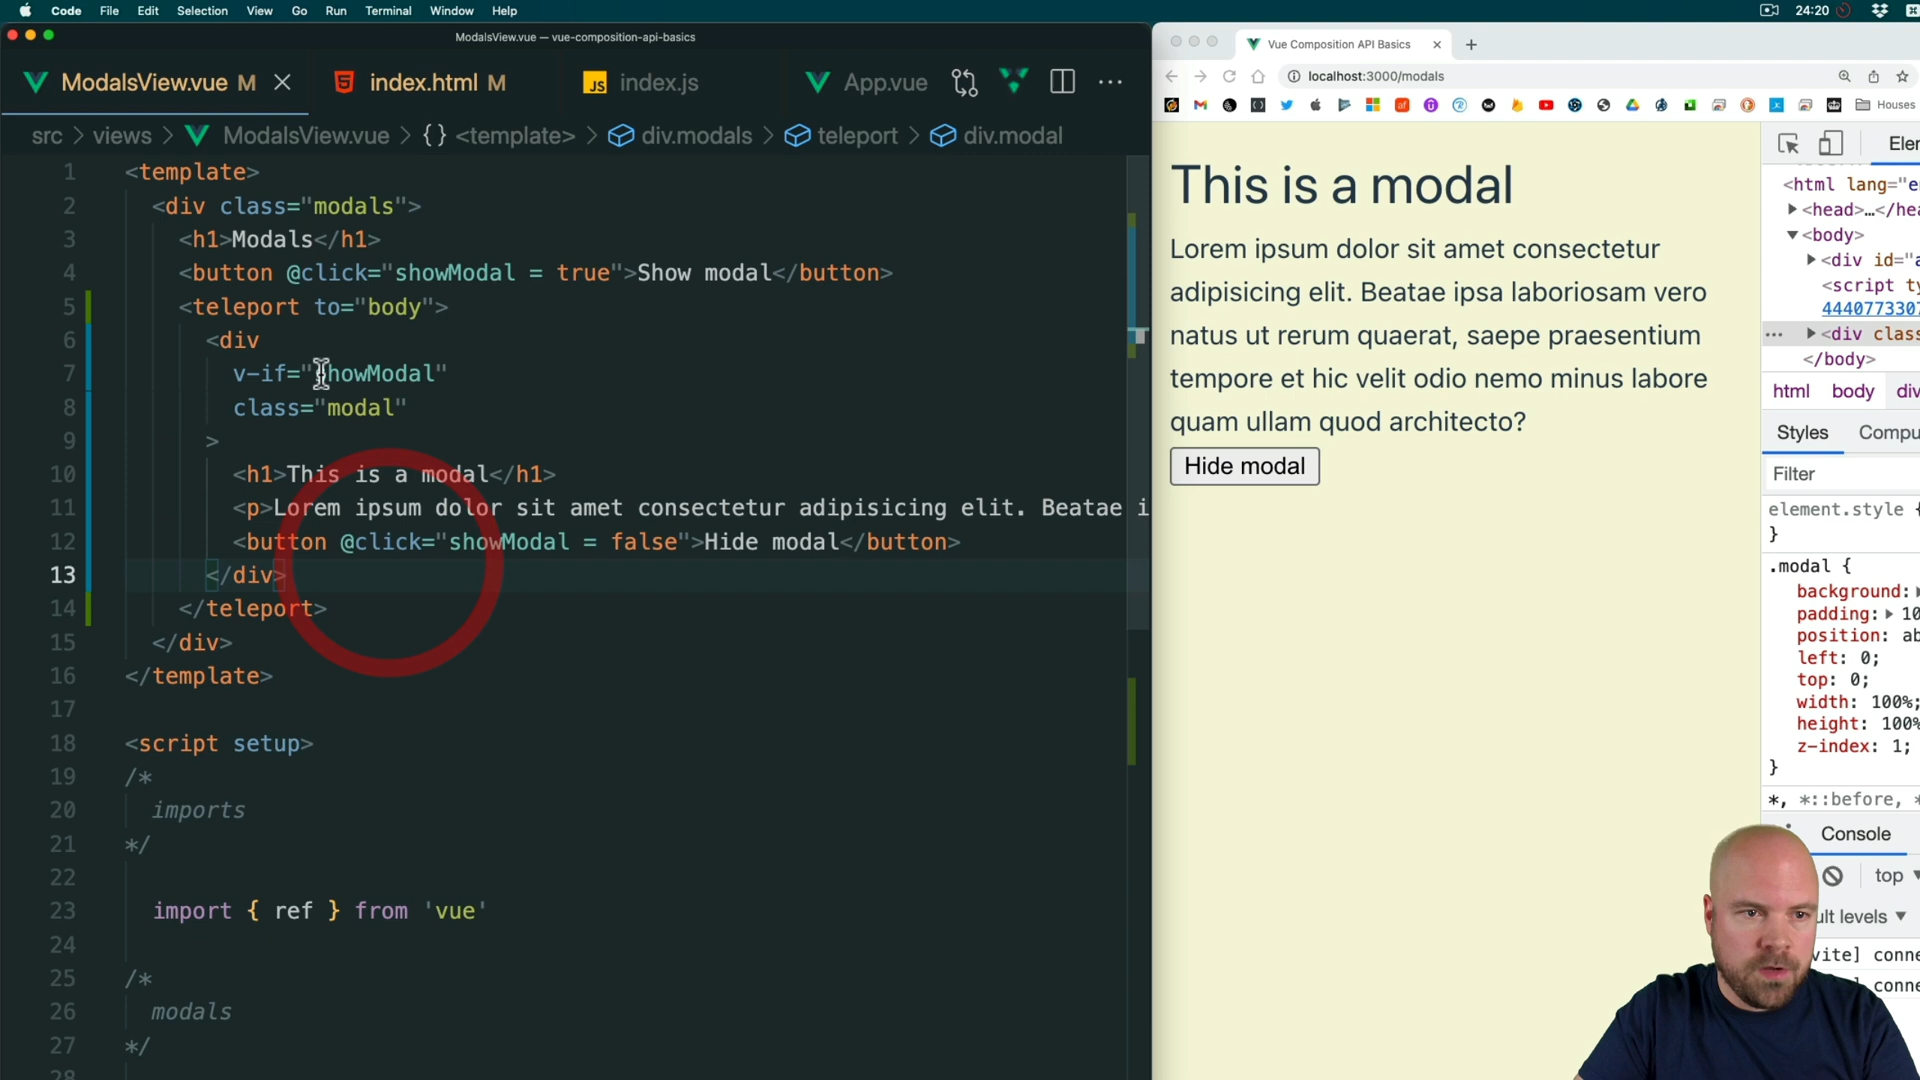 Code File Edit Selection View Go Run Terminal Window Help 24:20
ModalsView.vue — vue-composition-api-basics
ModalsView.vue M index.html M JS index.js App.vue
src views ModalsView.vue {} <template> div.modals teleport div.modal
1 <template>
2 <div class="modals">
3 <h1>Modals</h1>
4 <button @click="showModal = true">Show modal</button>
5 <teleport to="body">
6 <div
7 v-if="showModal"
8 class="modal"
9 >
10 <h1>This is a modal</h1>
11 <p>Lorem ipsum dolor sit amet consectetur adipisicing elit. Beatae i
12 <button @click="showModal = false">Hide modal</button>
13 </div>
14 </teleport>
15 </div>
16 </template>
17
18 <script setup>
19 /*
20 imports
21 */
22
23 import { ref } from 'vue'
24
25 /*
26 modals
27 */
28
Vue Composition API Basics
localhost:3000/modals
Houses
This is a modal
Lorem ipsum dolor sit amet consectetur
adipisicing elit. Beatae ipsa laboriosam vero
natus ut rerum quaerat, saepe praesentium
tempore et hic velit odio nemo minus labore
quam ullam quod architecto?
Hide modal
Eler
<html lang="en
<head>…</hea
<body>
<div id="a
<script ty
4440773307
<div class
</body>
html body div
Styles Compu
Filter
element.style {
}
.modal {
background:
padding: 10
position: ab
left: 0;
top: 0;
width: 100%;
height: 100%
z-index: 1;
}
*, *::before, *
Console
top
ult levels
vite] conne
conne